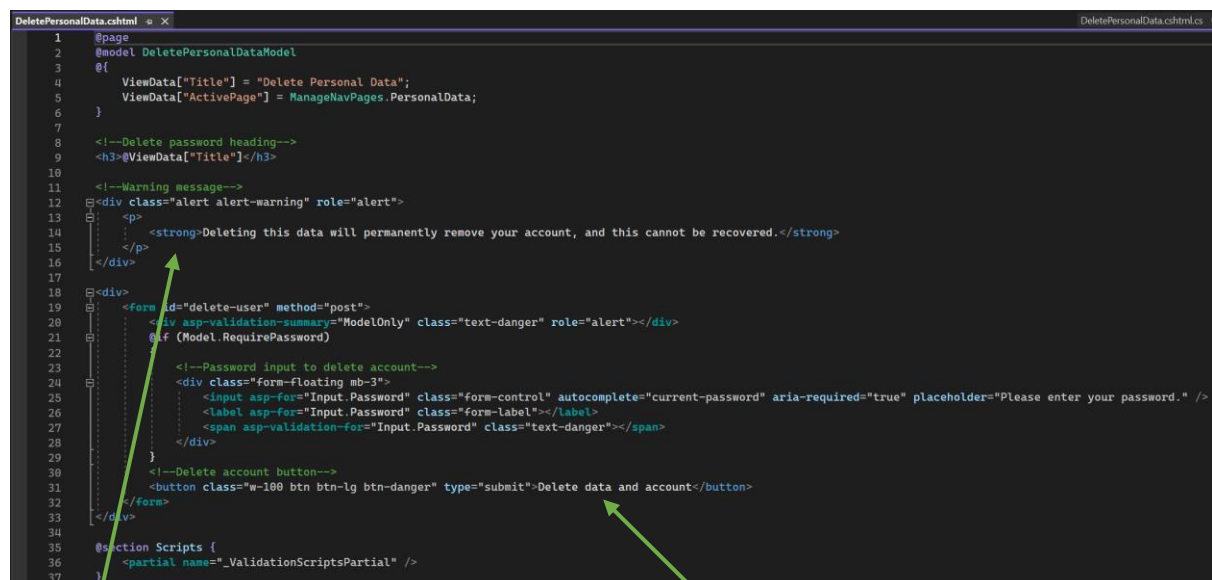 DeletePersonalData.cshtml
DeletePersonalData.cshtml.cs
1 @page
2 @model DeletePersonalDataModel
3 @{
4 ViewData["Title"] = "Delete Personal Data";
5 ViewData["ActivePage"] = ManageNavPages.PersonalData;
6 }
7
8 <!--Delete password heading-->
9 <h3>@ViewData["Title"]</h3>
10
11 <!--Warning message-->
12 <div class="alert alert-warning" role="alert">
13 <p>
14 <strong>Deleting this data will permanently remove your account, and this cannot be recovered.</strong>
15 </p>
16 </div>
17
18 <div>
19 <form id="delete-user" method="post">
20 <div asp-validation-summary="ModelOnly" class="text-danger" role="alert"></div>
21 @if (Model.RequirePassword)
22 {
23 <!--Password input to delete account-->
24 <div class="form-floating mb-3">
25 <input asp-for="Input.Password" class="form-control" autocomplete="current-password" aria-required="true" placeholder="Please enter your password." />
26 <label asp-for="Input.Password" class="form-label"></label>
27 <span asp-validation-for="Input.Password" class="text-danger"></span>
28 </div>
29 }
30 <!--Delete account button-->
31 <button class="w-100 btn btn-lg btn-danger" type="submit">Delete data and account</button>
32 </form>
33 </div>
34
35 @section Scripts {
36 <partial name="_ValidationScriptsPartial" />
37 }